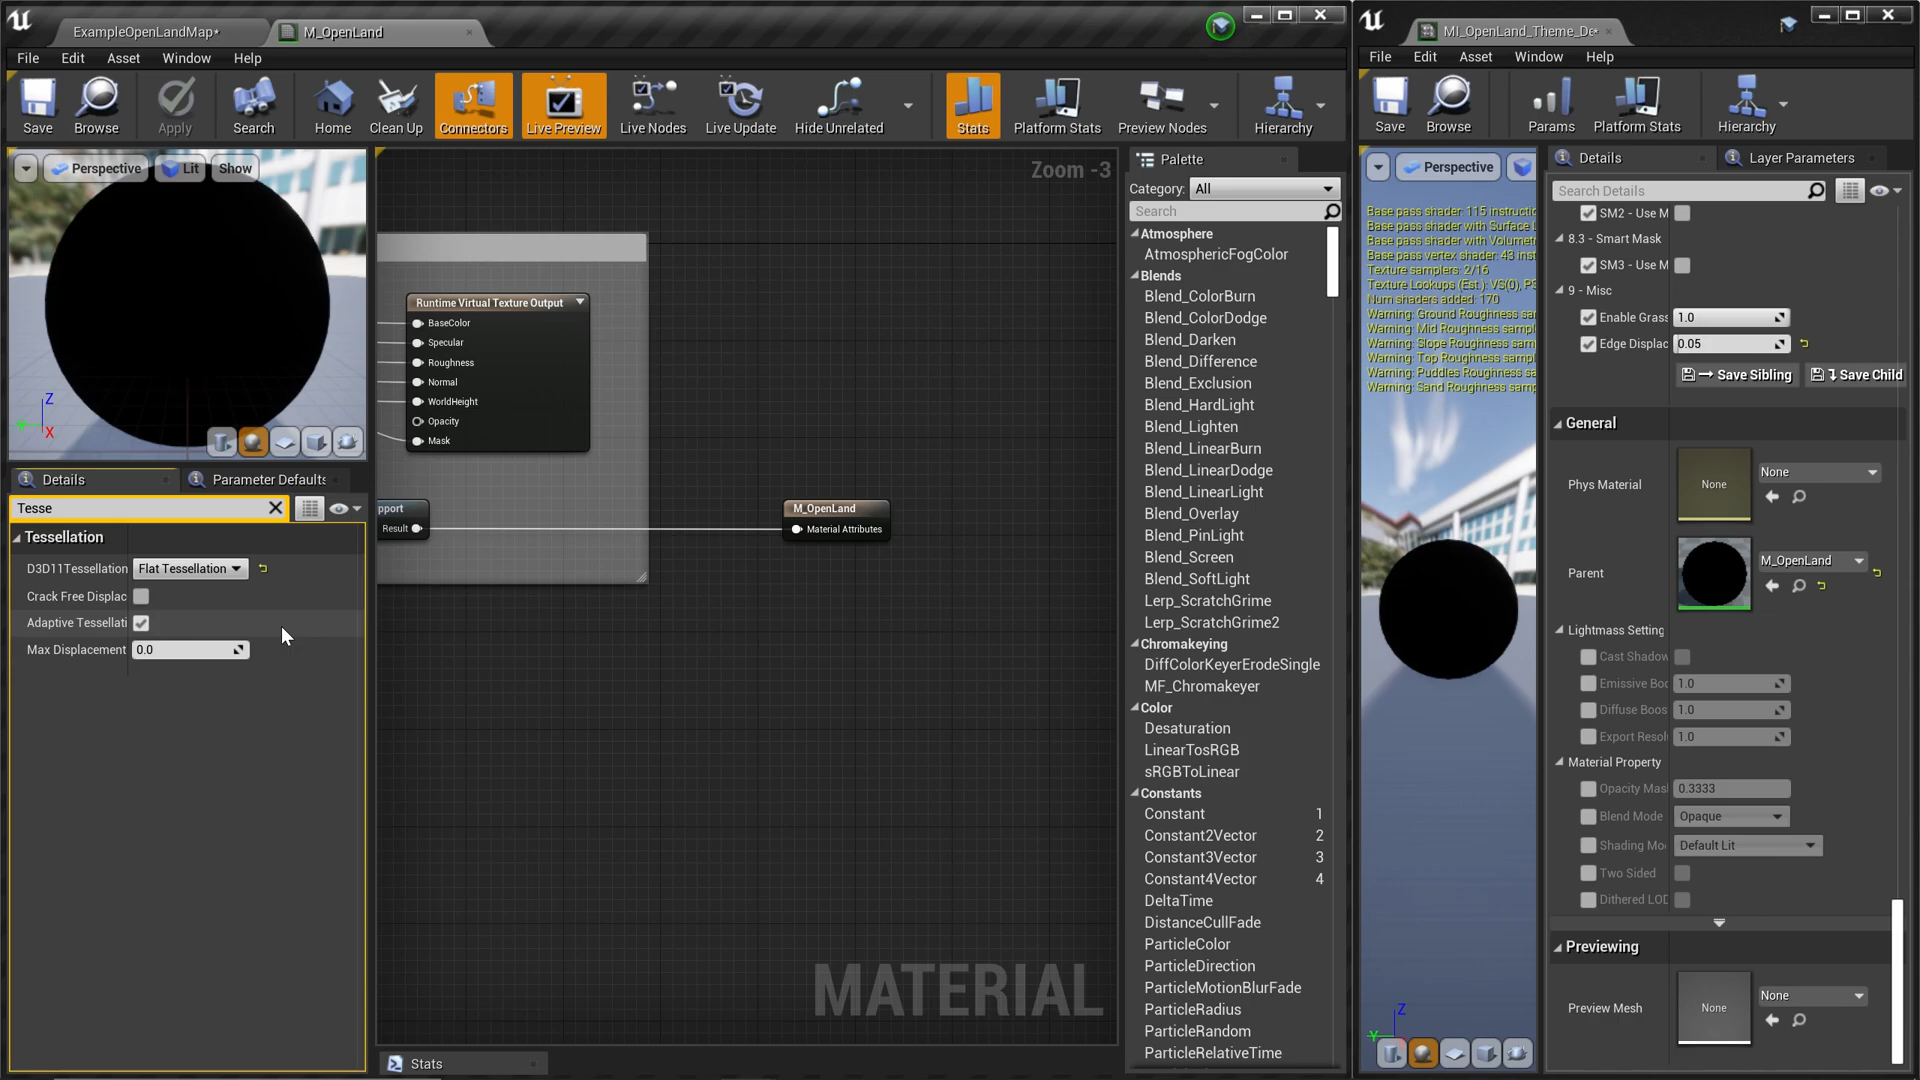 ExampleOpenLandMap*
M_OpenLand
File Edit Asset Window Help
Save
Browse
Apply
Search
Home
Clean Up
Connectors
Live Preview
Live Nodes
Live Update
Hide Unrelated
Stats
Platform Stats
Preview Nodes
Hierarchy
Perspective
Lit
Show
Z
Y
X
Details
Parameter Defaults
Tesse
Tessellation
D3D11Tessellation Flat Tessellation
Crack Free Displac
Adaptive Tessellati
Max Displacement 0.0
Zoom -3
Runtime Virtual Texture Output
BaseColor
Specular
Roughness
Normal
WorldHeight
Opacity
Mask
pport
Result
M_OpenLand
Material Attributes
MATERIAL
Stats
Palette
Category: All
Search
Atmosphere
AtmosphericFogColor
Blends
Blend_ColorBurn
Blend_ColorDodge
Blend_Darken
Blend_Difference
Blend_Exclusion
Blend_HardLight
Blend_Lighten
Blend_LinearBurn
Blend_LinearDodge
Blend_LinearLight
Blend_Overlay
Blend_PinLight
Blend_Screen
Blend_SoftLight
Lerp_ScratchGrime
Lerp_ScratchGrime2
Chromakeying
DiffColorKeyerErodeSingle
MF_Chromakeyer
Color
Desaturation
LinearTosRGB
sRGBToLinear
Constants
Constant 1
Constant2Vector 2
Constant3Vector 3
Constant4Vector 4
DeltaTime
DistanceCullFade
ParticleColor
ParticleDirection
ParticleMotionBlurFade
ParticleRadius
ParticleRandom
ParticleRelativeTime
MI_OpenLand_Theme_De*
File Edit Asset Window Help
Save
Browse
Params
Platform Stats
Hierarchy
Perspective
Base pass shader: 115 instructio
Base pass shader with Surface L
Base pass shader with Volumetr
Base pass vertex shader: 43 inst
Texture samplers: 2/16
Texture Lookups (Est.): VS(0), PS
Num shaders added: 170
Warning: Ground Roughness sam
Warning: Mid Roughness sampl
Warning: Slope Roughness sam
Warning: Top Roughness samp
Warning: Puddles Roughness sa
Warning: Sand Roughness samp
Z
Y
Details
Layer Parameters
Search Details
SM2 - Use M
8.3 - Smart Mask
SM3 - Use M
9 - Misc
Enable Gras 1.0
Edge Displac 0.05
Save Sibling
Save Child
General
Phys Material None None
Parent M_OpenLand
Lightmass Setting
Cast Shadow
Emissive Boo 1.0
Diffuse Boos 1.0
Export Resol 1.0
Material Property
Opacity Mas 0.3333
Blend Mode Opaque
Shading Mo Default Lit
Two Sided
Dithered LOD
Previewing
Preview Mesh None None